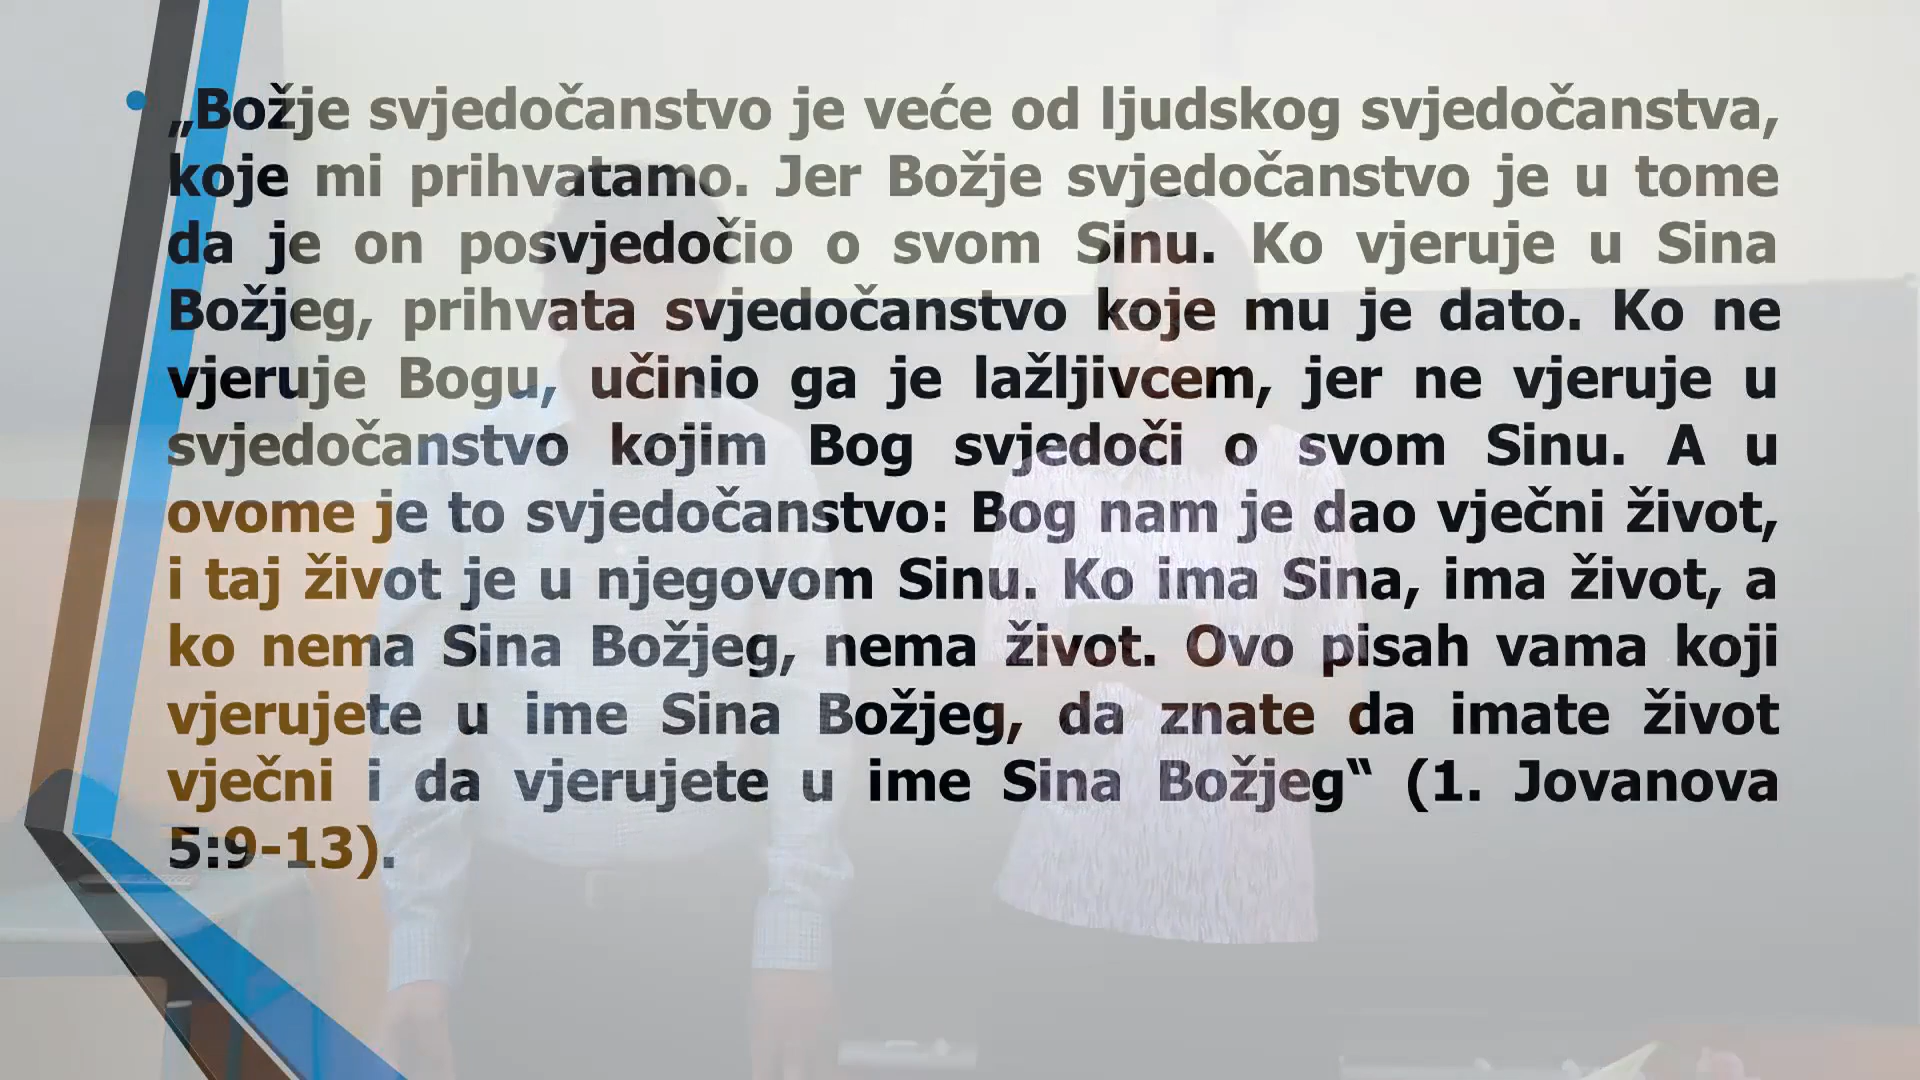 • „Božje svjedočanstvo je veće od ljudskog svjedočanstva,
koje mi prihvatamo. Jer Božje svjedočanstvo je u tome
da je on posvjedočio o svom Sinu. Ko vjeruje u Sina
Božjeg, prihvata svjedočanstvo koje mu je dato. Ko ne
vjeruje Bogu, učinio ga je lažljivcem, jer ne vjeruje u
svjedočanstvo kojim Bog svjedoči o svom Sinu. A u
ovome je to svjedočanstvo: Bog nam je dao vječni život,
i taj život je u njegovom Sinu. Ko ima Sina, ima život, a
ko nema Sina Božjeg, nema život. Ovo pisah vama koji
vjerujete u ime Sina Božjeg, da znate da imate život
vječni i da vjerujete u ime Sina Božjeg“ (1. Jovanova
5:9-13).